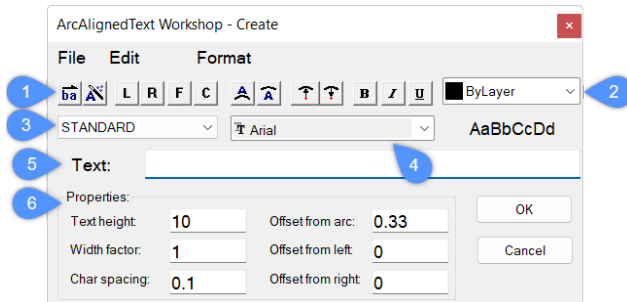 ArcAlignedText Workshop - Create ×
File Edit Format
1 ba A L R F C A A T T B I U ByLayer 2
3 STANDARD T Arial AaBbCcDd
5 Text: 4
6 Properties:
Text height: 10 Offset from arc: 0.33 OK
Width factor: 1 Offset from left: 0 Cancel
Char spacing: 0.1 Offset from right: 0